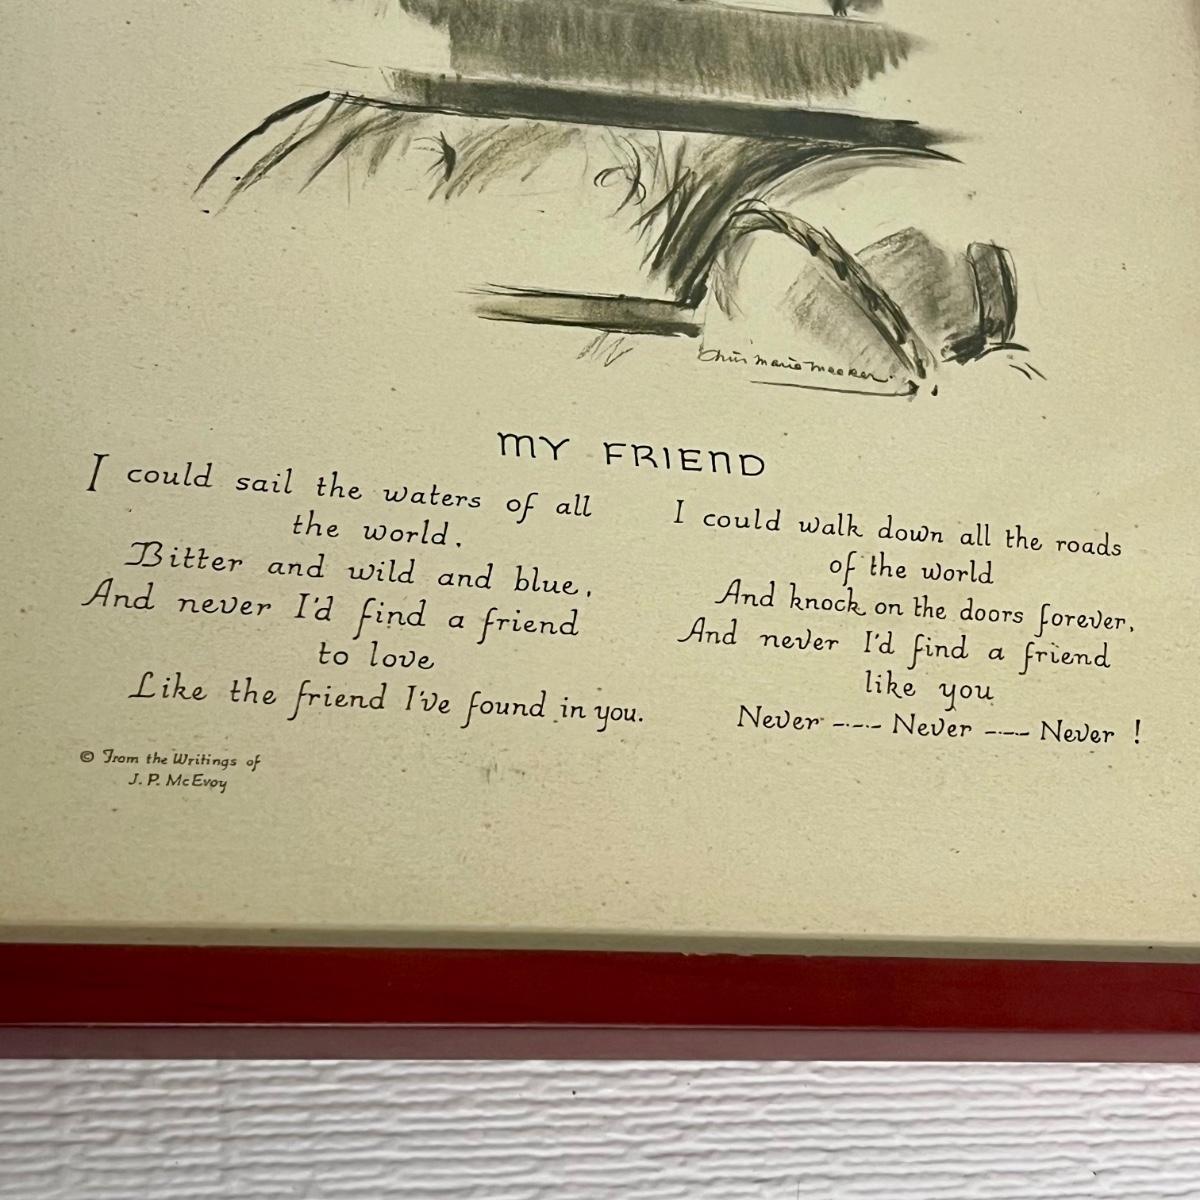 Chris Marie Meeker
MY FRIEND
I could sail the waters of all
the world.
Bitter and wild and blue,
And never I'd find a friend
to love
Like the friend I've found in you.
I could walk down all the roads
of the world
And knock on the doors forever,
And never I'd find a friend
like you
Never -·-·- Never -·-·- Never !
© From the Writings of
J. P. McEvoy